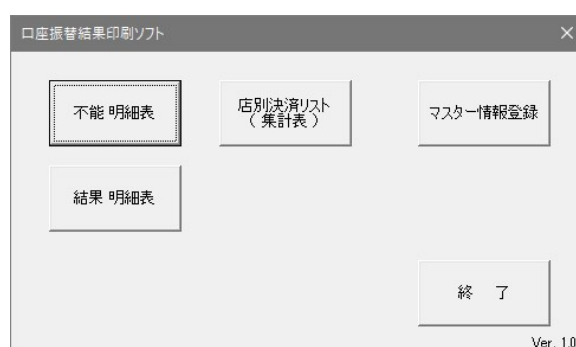 口座振替結果印刷ソフト
不能 明細表
店別決済リスト
( 集計表 )
マスター情報登録
結果 明細表
終 了
Ver. 1.0